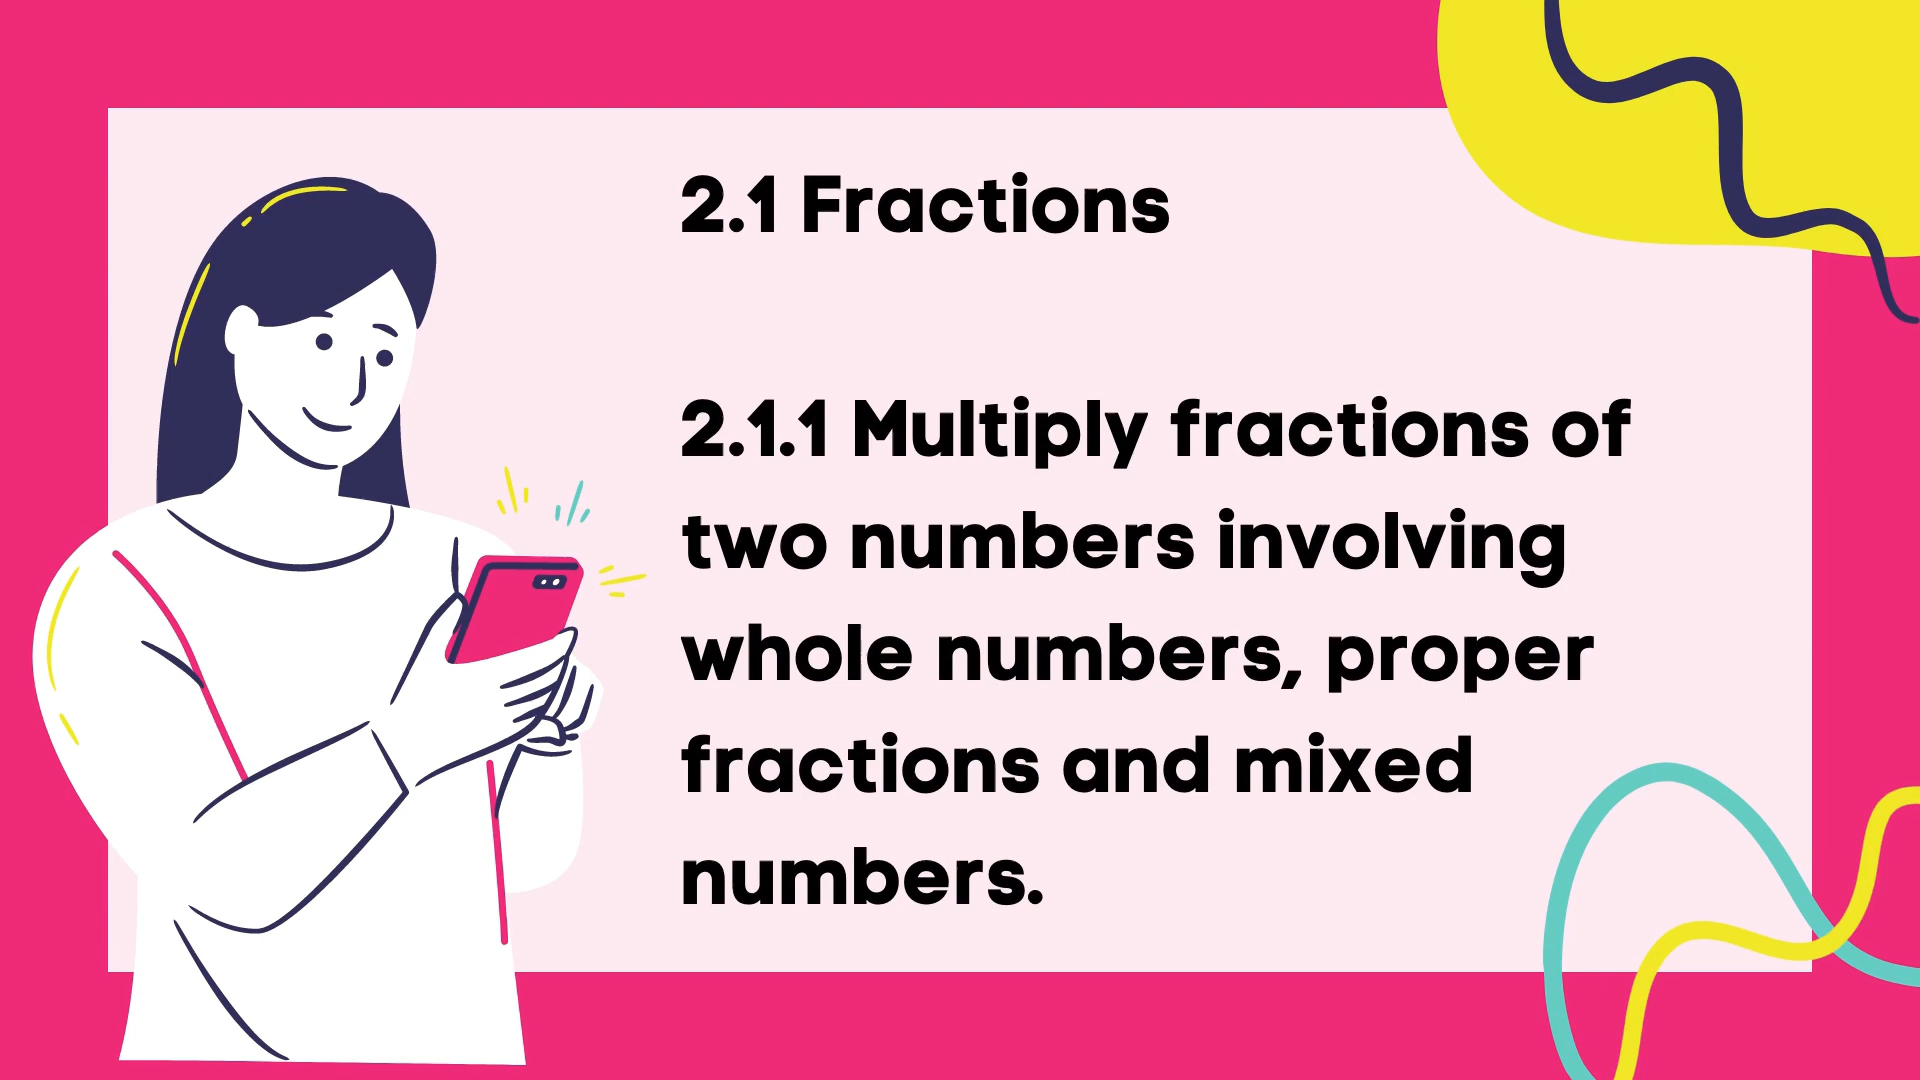 2.1 Fractions
2.1.1 Multiply fractions of
two numbers involving
whole numbers, proper
fractions and mixed
numbers.